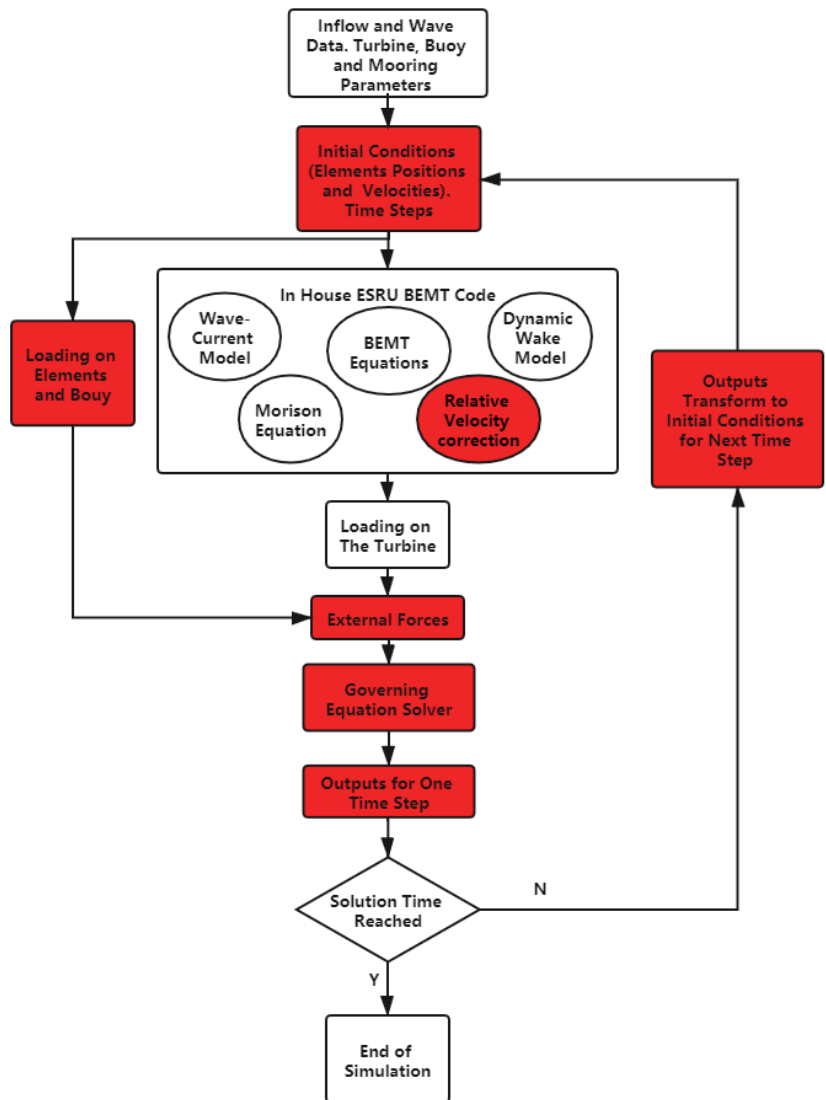 Inflow and Wave
Data. Turbine, Buoy
and Mooring
Parameters
Initial Conditions
(Elements Positions
and Velocities).
Time Steps
In House ESRU BEMT Code
Wave-
Current
Model
BEMT
Equations
Dynamic
Wake
Model
Morison
Equation
Relative
Velocity
correction
Loading on
Elements
and Bouy
Outputs
Transform to
Initial Conditions
for Next Time
Step
Loading on
The Turbine
External Forces
Governing
Equation Solver
Outputs for One
Time Step
Solution Time
Reached
N
Y
End of
Simulation